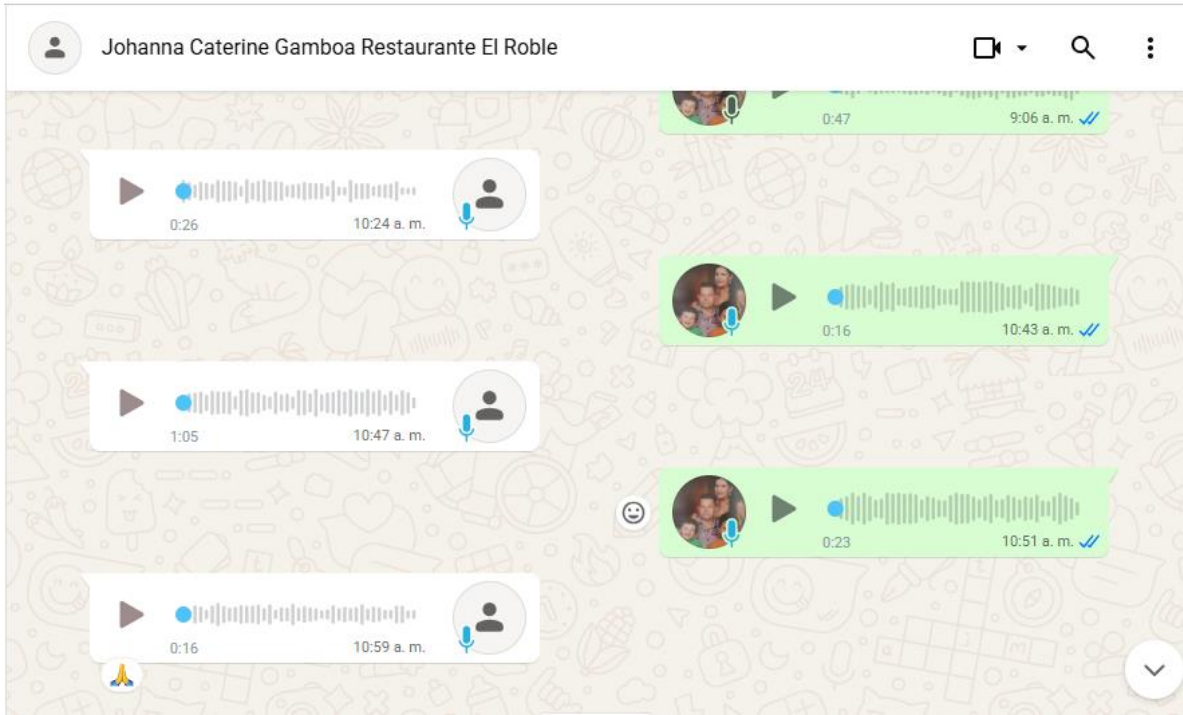 Johanna Caterine Gamboa Restaurante El Roble
0:47 9:06 a. m.
0:26 10:24 a. m.
0:16 10:43 a. m.
1:05 10:47 a. m.
0:23 10:51 a. m.
0:16 10:59 a. m.